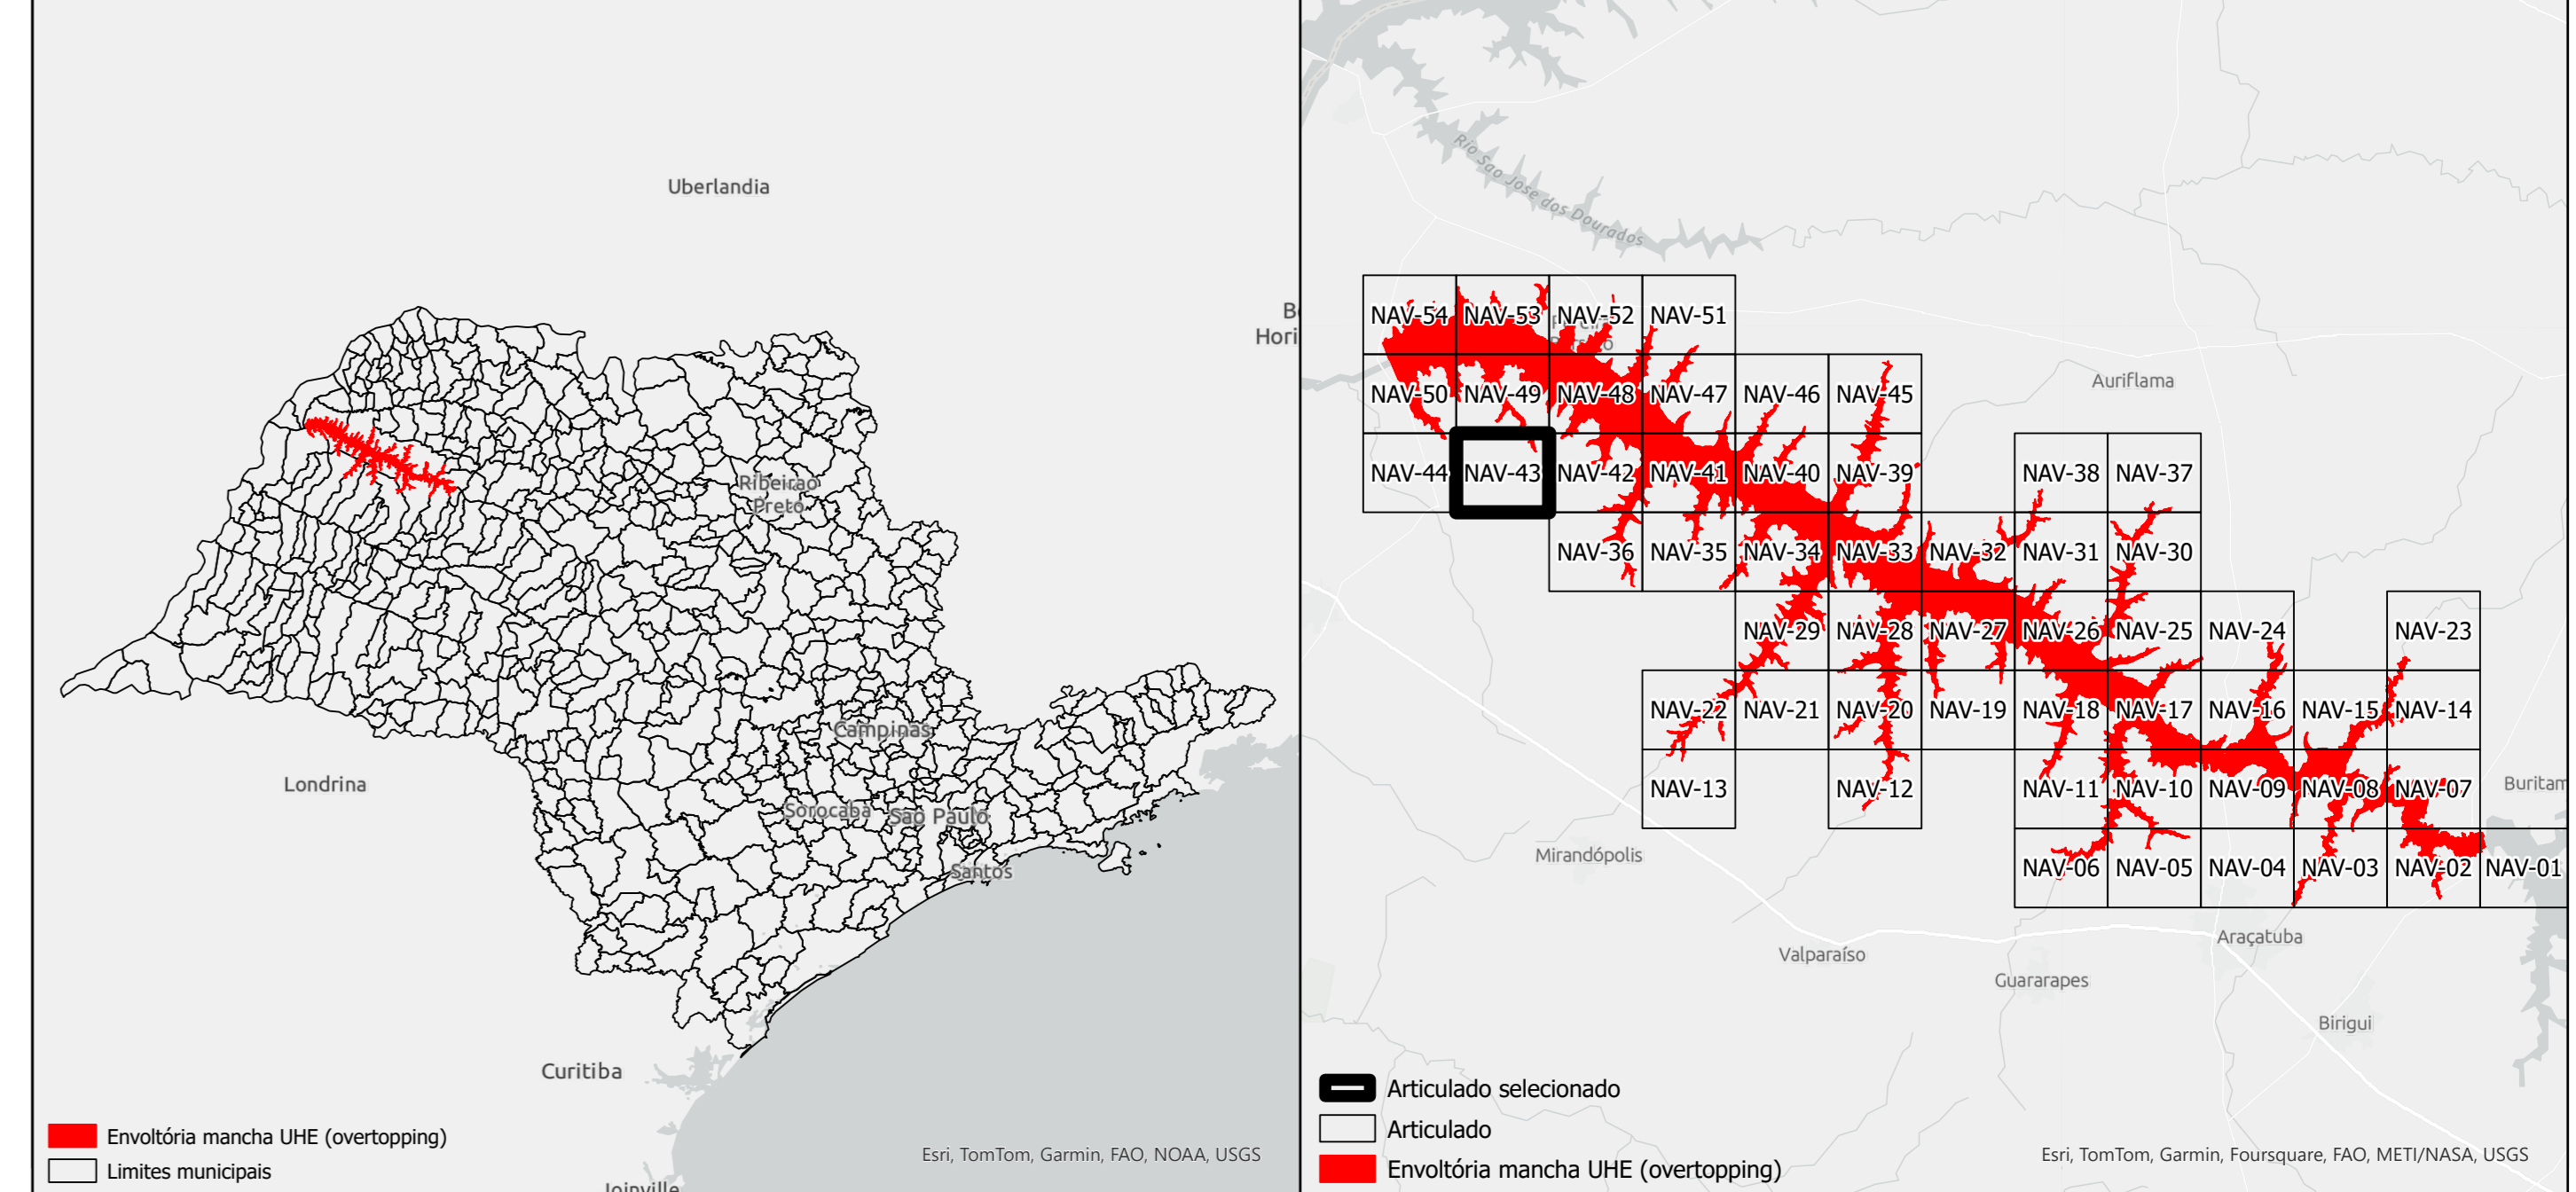 Uberlandia
Ribeirao
Preto
Campinas
Londrina
Sorocaba
Sao Paulo
Santos
Curitiba
Envoltória mancha UHE (overtopping)
Limites municipais
Esri, TomTom, Garmin, FAO, NOAA, USGS
Rio Sao Jose dos Dourados
NAV-54 NAV-53 NAV-52 NAV-51
NAV-50 NAV-49 NAV-48 NAV-47 NAV-46 NAV-45
Auriflama
NAV-44 NAV-43 NAV-42 NAV-41 NAV-40 NAV-39 NAV-38 NAV-37
NAV-36 NAV-35 NAV-34 NAV-33 NAV-32 NAV-31 NAV-30
NAV-29 NAV-28 NAV-27 NAV-26 NAV-25 NAV-24 NAV-23
NAV-22 NAV-21 NAV-20 NAV-19 NAV-18 NAV-17 NAV-16 NAV-15 NAV-14
NAV-13 NAV-12 NAV-11 NAV-10 NAV-09 NAV-08 NAV-07
Buritam
Mirandópolis
NAV-06 NAV-05 NAV-04 NAV-03 NAV-02 NAV-01
Araçatuba
Valparaíso
Guararapes
Birigui
Articulado selecionado
Articulado
Envoltória mancha UHE (overtopping)
Esri, TomTom, Garmin, Foursquare, FAO, METI/NASA, USGS